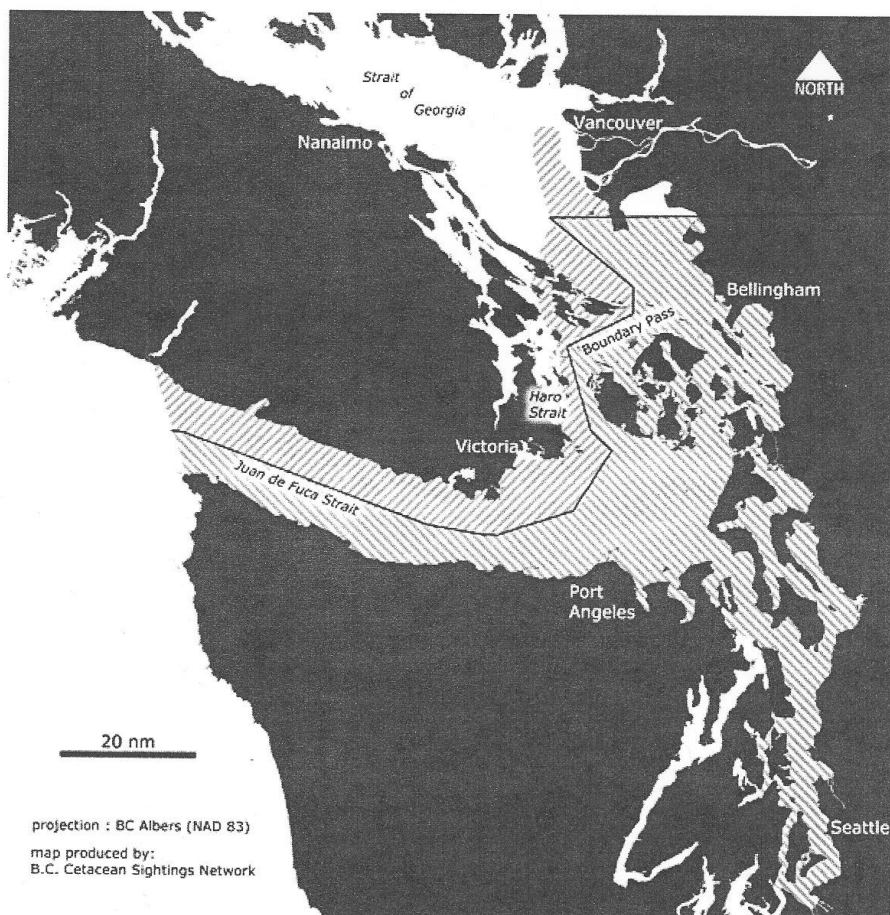 Strait
of
Georgia
NORTH
Vancouver
Nanaimo
Bellingham
Boundary Pass
Haro
Strait
Victoria
Juan de Fuca Strait
Port
Angeles
20 nm
projection : BC Albers (NAD 83)
map produced by:
B.C. Cetacean Sightings Network
Seattle